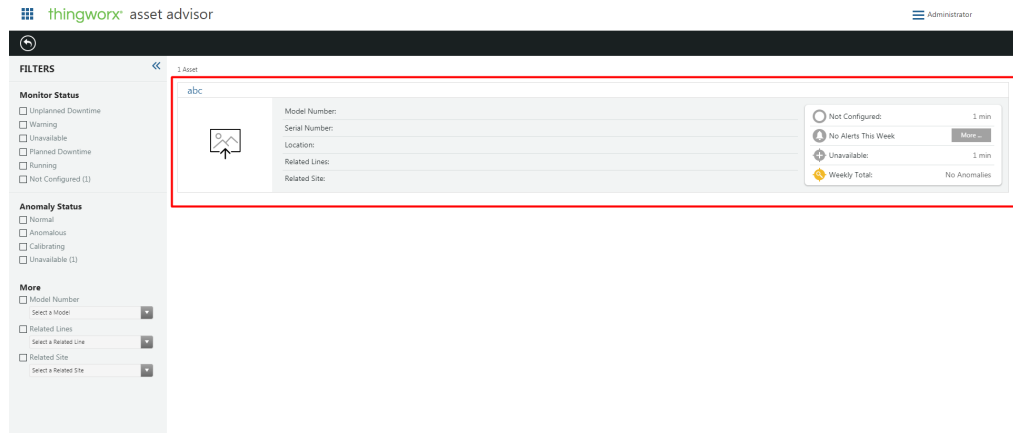 thingworx asset advisor
Administrator
FILTERS
Monitor Status
Unplanned Downtime
Warning
Unavailable
Planned Downtime
Running
Not Configured (1)
Anomaly Status
Normal
Anomalous
Calibrating
Unavailable (1)
More
Model Number
Select a Model
Related Lines
Select a Related Line
Related Site
Select a Related Site
1 Asset
abc
Model Number:
Serial Number:
Location:
Related Lines:
Related Site:
Not Configured: 1 min
No Alerts This Week More...
Unavailable: 1 min
Weekly Total: No Anomalies